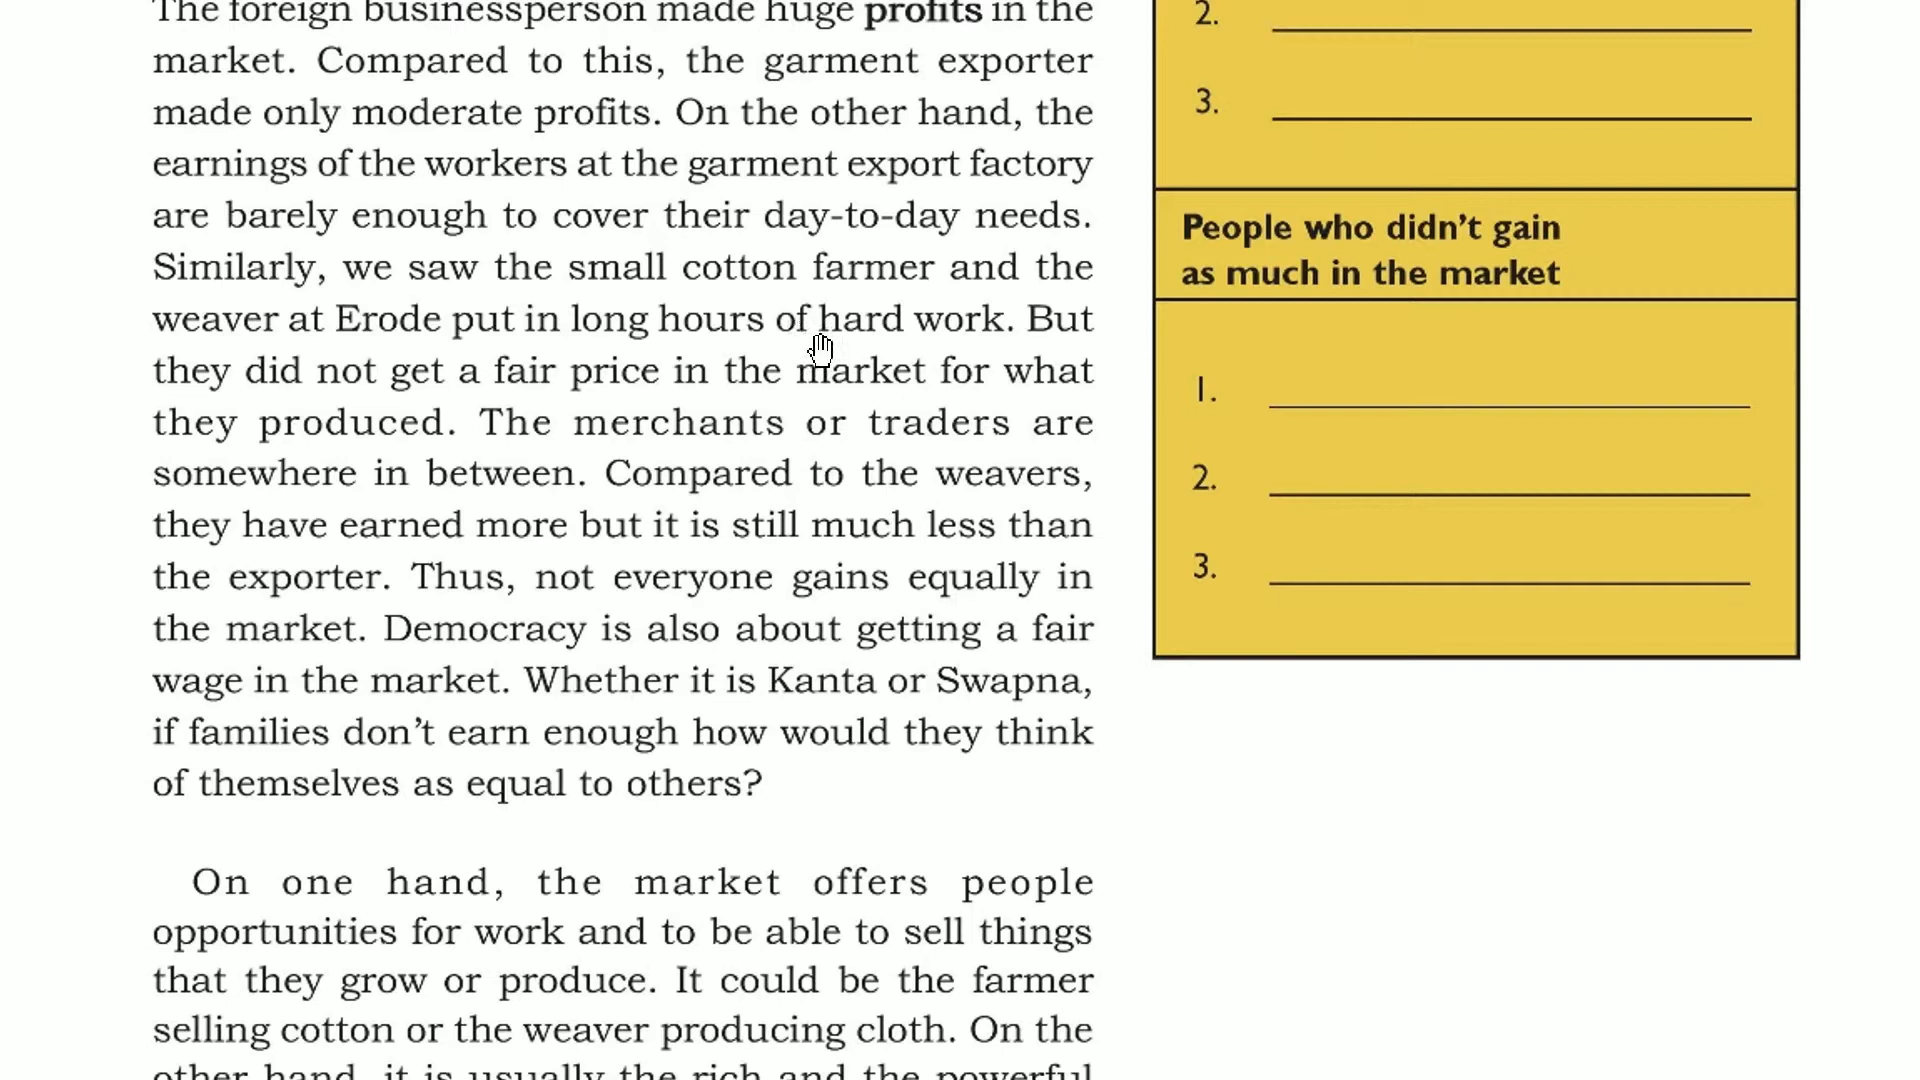 The foreign businessperson made huge profits in the
market. Compared to this, the garment exporter
made only moderate profits. On the other hand, the
earnings of the workers at the garment export factory
are barely enough to cover their day-to-day needs.
Similarly, we saw the small cotton farmer and the
weaver at Erode put in long hours of hard work. But
they did not get a fair price in the market for what
they produced. The merchants or traders are
somewhere in between. Compared to the weavers,
they have earned more but it is still much less than
the exporter. Thus, not everyone gains equally in
the market. Democracy is also about getting a fair
wage in the market. Whether it is Kanta or Swapna,
if families don’t earn enough how would they think
of themselves as equal to others?
On one hand, the market offers people
opportunities for work and to be able to sell things
that they grow or produce. It could be the farmer
selling cotton or the weaver producing cloth. On the
other hand, it is usually the rich and the powerful
2.
3.
People who didn’t gain
as much in the market
1.
2.
3.